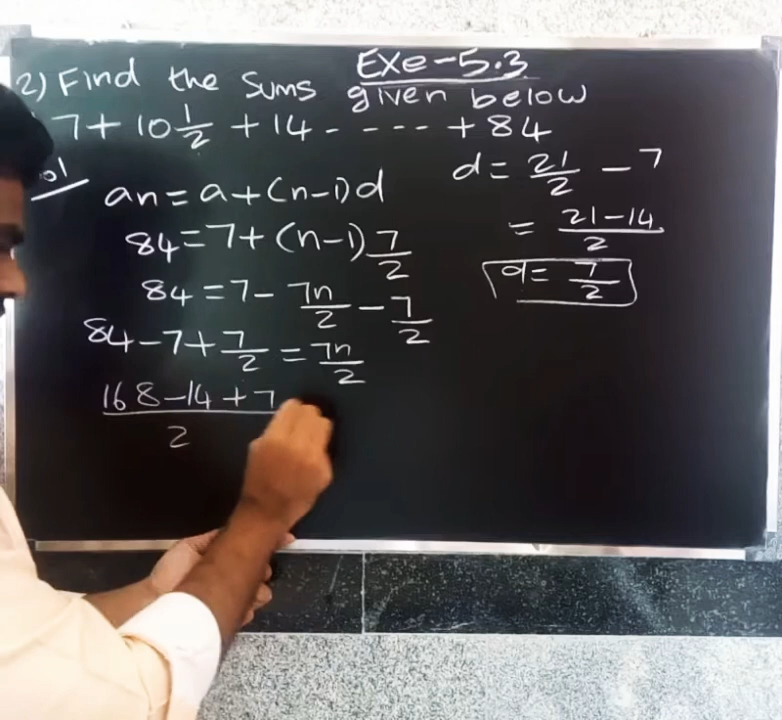 Exe-5.3
2) Find the sums given below
7 + 10 1/2 + 14 - - - - - + 84
an = a + (n-1)d
84 = 7 + (n-1) 7/2
84 = 7 - 7n/2 - 7/2
84 - 7 + 7/2 = 7n/2
168 - 14 + 7 / 2
d = 21/2 - 7
= 21 - 14 / 2
d = 7/2